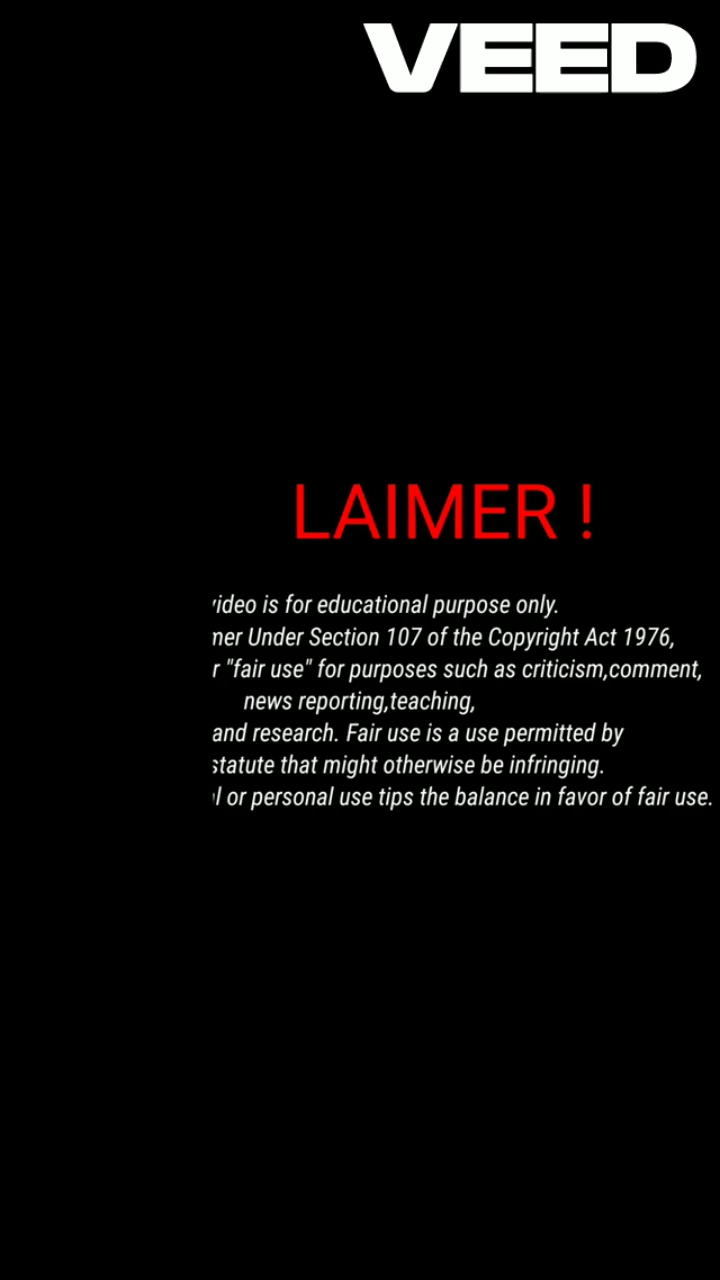 VEED
LAIMER !
video is for educational purpose only.
ner Under Section 107 of the Copyright Act 1976,
r "fair use" for purposes such as criticism,comment,
news reporting,teaching,
and research. Fair use is a use permitted by
statute that might otherwise be infringing.
l or personal use tips the balance in favor of fair use.